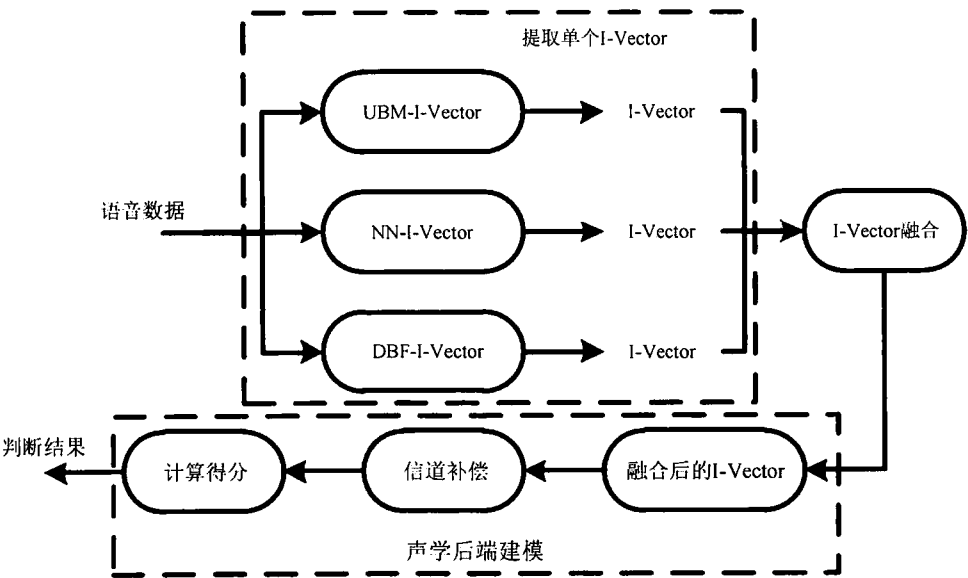 提取单个I-Vector
UBM-I-Vector
I-Vector
语音数据
NN-I-Vector
I-Vector
I-Vector融合
DBF-I-Vector
I-Vector
判断结果
计算得分
信道补偿
融合后的I-Vector
声学后端建模